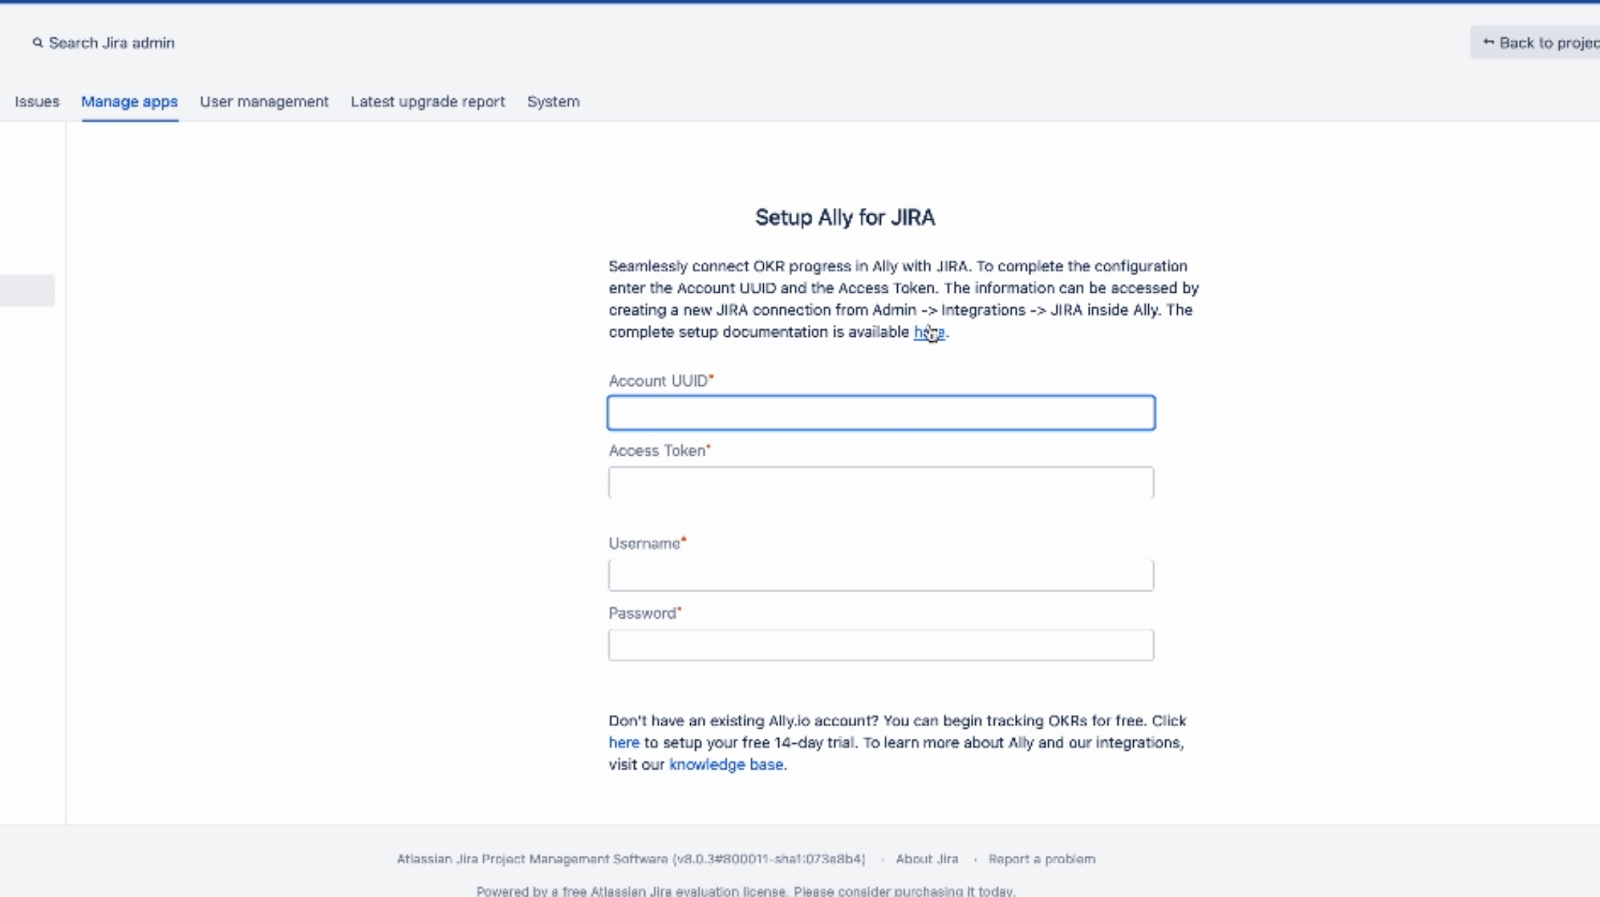 Search Jira admin
Back to projec
Issues Manage apps User management Latest upgrade report System
Setup Ally for JIRA
Seamlessly connect OKR progress in Ally with JIRA. To complete the configuration
enter the Account UUID and the Access Token. The information can be accessed by
creating a new JIRA connection from Admin -> Integrations -> JIRA inside Ally. The
complete setup documentation is available here.
Account UUID*
Access Token*
Username*
Password*
Don't have an existing Ally.io account? You can begin tracking OKRs for free. Click
here to setup your free 14-day trial. To learn more about Ally and our integrations,
visit our knowledge base.
Atlassian Jira Project Management Software (v8.0.3#800011-sha1:073e8b4) · About Jira · Report a problem
Powered by a free Atlassian Jira evaluation license. Please consider purchasing it today.